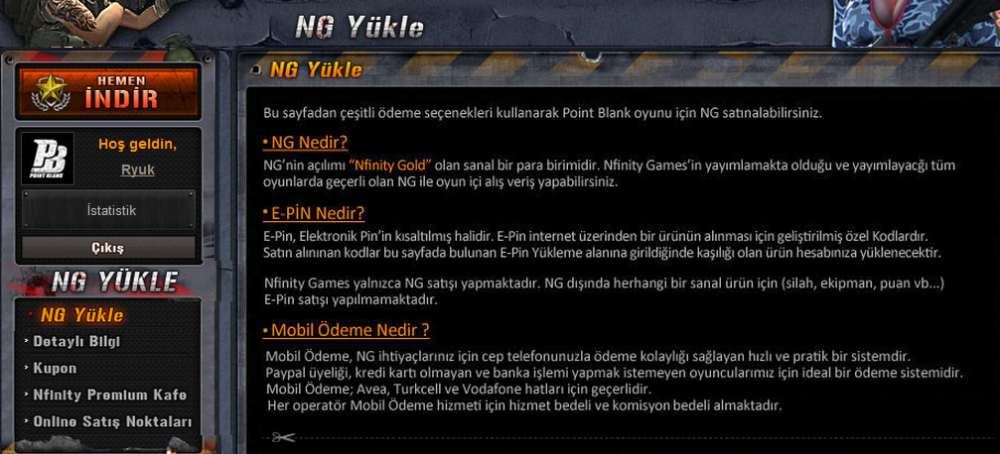 NG Yükle
HEMEN
İNDİR
Hoş geldin,
PB
POINT BLANK
Ryuk
İstatistik
Çıkış
NG YÜKLE
NG Yükle
Detaylı Bilgi
Kupon
Nfinity Premium Kafe
Online Satış Noktaları
NG Yükle
Bu sayfadan çeşitli ödeme seçenekleri kullanarak Point Blank oyunu için NG satınalabilirsiniz.
• NG Nedir?
NG'nin açılımı “Nfinity Gold” olan sanal bir para birimidir. Nfinity Games'in yayımlamakta olduğu ve yayımlayacğı tüm
oyunlarda geçerli olan NG ile oyun içi alış veriş yapabilirsiniz.
• E-PİN Nedir?
E-Pin, Elektronik Pin'in kısaltılmış halidir. E-Pin internet üzerinden bir ürünün alınması için geliştirilmiş özel Kodlardır.
Satın alınınan kodlar bu sayfada bulunan E-Pin Yükleme alanına girildiğinde kaşılığı olan ürün hesabınıza yüklenecektir.
Nfinity Games yalnızca NG satışı yapmaktadır. NG dışında herhangi bir sanal ürün için (silah, ekipman, puan vb...)
E-Pin satışı yapılmamaktadır.
• Mobil Ödeme Nedir ?
Mobil Ödeme, NG ihtiyaçlarınız için cep telefonunuzla ödeme kolaylığı sağlayan hızlı ve pratik bir sistemdir.
Paypal üyeliği, kredi kartı olmayan ve banka işlemi yapmak istemeyen oyuncularımız için ideal bir ödeme sistemidir.
Mobil Ödeme; Avea, Turkcell ve Vodafone hatları için geçerlidir.
Her operatör Mobil Ödeme hizmeti için hizmet bedeli ve komisyon bedeli almaktadır.